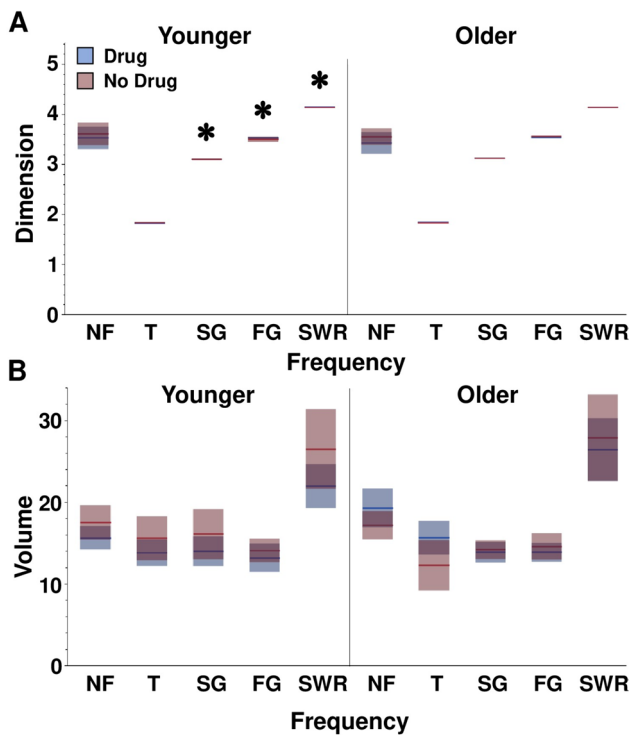 A
Younger
Older
Drug
No Drug
*
*
*
Dimension
5
4
3
2
1
0
NF T SG FG SWR NF T SG FG SWR
Frequency
B
Younger
Older
Volume
30
20
10
0
NF T SG FG SWR NF T SG FG SWR
Frequency